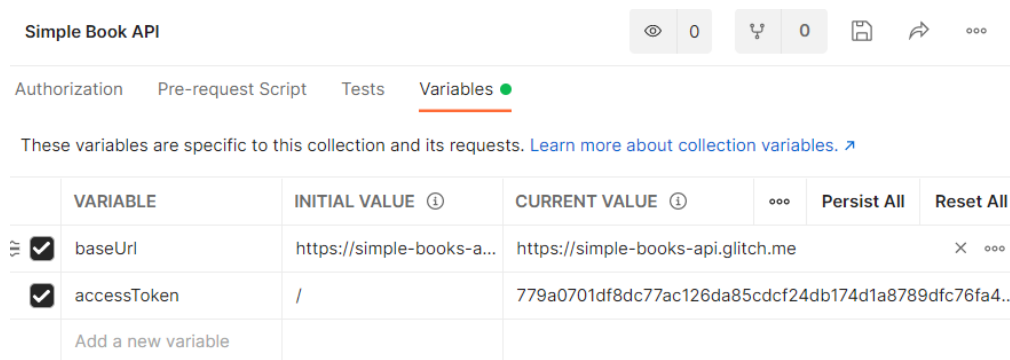 Simple Book API 0 0
Authorization Pre-request Script Tests Variables
These variables are specific to this collection and its requests. Learn more about collection variables. ↗
VARIABLE INITIAL VALUE CURRENT VALUE Persist All Reset All
baseUrl https://simple-books-a... https://simple-books-api.glitch.me
accessToken / 779a0701df8dc77ac126da85cdcf24db174d1a8789dfc76fa4...
Add a new variable